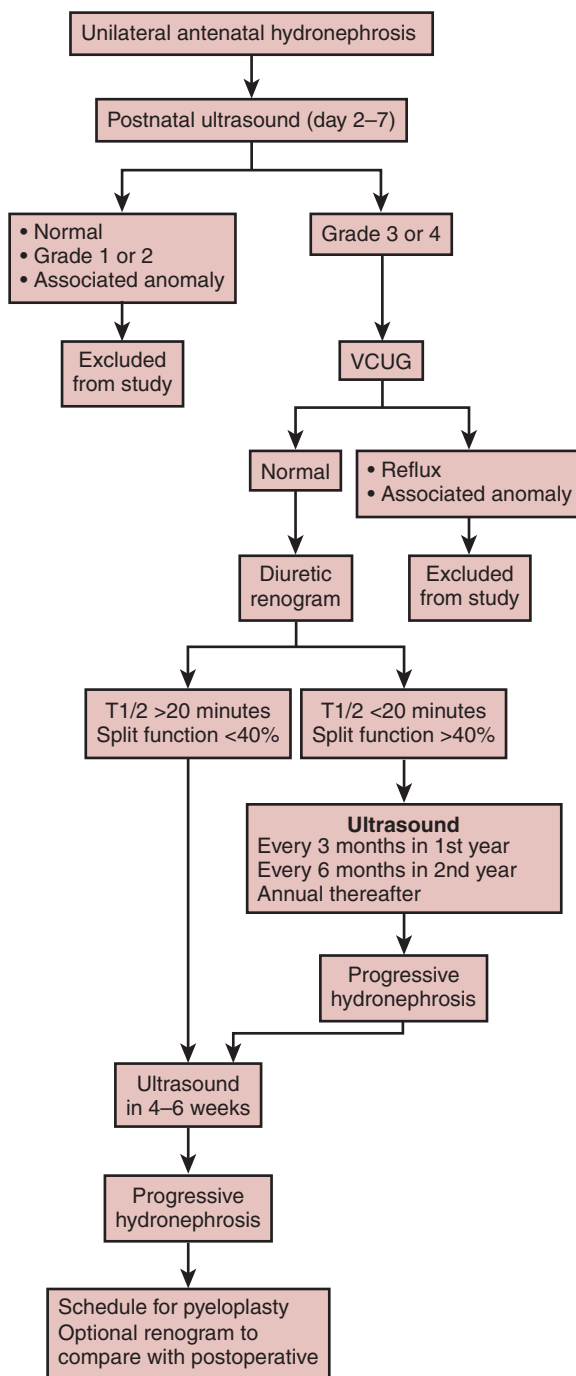 Unilateral antenatal hydronephrosis
Postnatal ultrasound (day 2–7)
• Normal
• Grade 1 or 2
• Associated anomaly
Grade 3 or 4
Excluded
from study
VCUG
Normal
• Reflux
• Associated anomaly
Diuretic
renogram
Excluded
from study
T1/2 >20 minutes
Split function <40%
T1/2 <20 minutes
Split function >40%
Ultrasound
Every 3 months in 1st year
Every 6 months in 2nd year
Annual thereafter
Progressive
hydronephrosis
Ultrasound
in 4–6 weeks
Progressive
hydronephrosis
Schedule for pyeloplasty
Optional renogram to
compare with postoperative